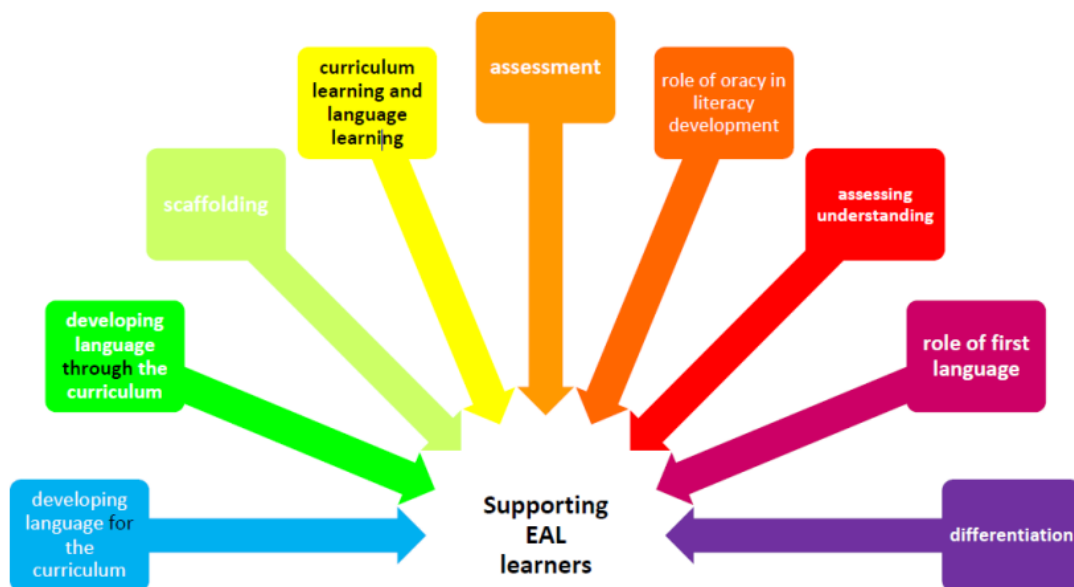 assessment
curriculum
learning and
language
learning
role of oracy in
literacy
development
scaffolding
assessing
understanding
developing
language
through the
curriculum
role of first
language
developing
language for
the
curriculum
Supporting
EAL
learners
differentiation